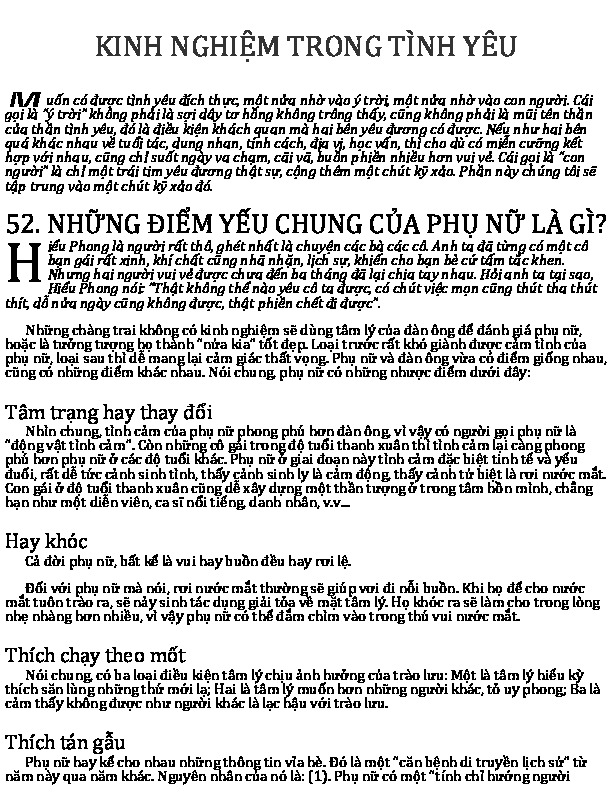 KINH NGHIỆM TRONG TÌNH YÊU
Muốn có được tình yêu đích thực, một nửa nhờ vào ý trời, một nửa nhờ vào con người. Cái
gọi là "ý trời" không phải là sợi dây tơ hồng không trông thấy, cũng không phải là mũi tên thần
của thần tình yêu, đó là điều kiện khách quan mà hai bên yêu đương có được. Nếu như hai bên
quá khác nhau về tuổi tác, dung nhan, tính cách, địa vị, học vấn, thì cho dù có miễn cưỡng kết
hợp với nhau, cũng chỉ suốt ngày va chạm, cãi vã, buồn phiền nhiều hơn vui vẻ. Cái gọi là "con
người" là chỉ một trái tim yêu đương thật sự, cộng thêm một chút kỹ xảo. Phần này chúng tôi sẽ
tập trung vào một chút kỹ xảo đó.
52. NHỮNG ĐIỂM YẾU CHUNG CỦA PHỤ NỮ LÀ GÌ?
Hiểu Phong là người rất thô, ghét nhất là chuyện các bà các cô. Anh ta đã từng có một cô
bạn gái rất xinh, khí chất cũng nhã nhặn, lịch sự, khiến cho bạn bè cứ tấm tắc khen.
Nhưng hai người vui vẻ được chưa đến ba tháng đã lại chia tay nhau. Hỏi anh ta tại sao,
Hiểu Phong nói: "Thật không thể nào yêu cô ta được, có chút việc mọn cũng thút tha thút
thít, dỗ nửa ngày cũng không được, thật phiền chết đi được".
Những chàng trai không có kinh nghiệm sẽ dùng tâm lý của đàn ông để đánh giá phụ nữ,
hoặc là tưởng tượng họ thành "nửa kia" tốt đẹp. Loại trước rất khó giành được cảm tình của
phụ nữ, loại sau thì dễ mang lại cảm giác thất vọng. Phụ nữ và đàn ông vừa có điểm giống nhau,
cũng có những điểm khác nhau. Nói chung, phụ nữ có những nhược điểm dưới đây:
Tâm trạng hay thay đổi
Nhìn chung, tình cảm của phụ nữ phong phú hơn đàn ông, vì vậy có người gọi phụ nữ là
"động vật tình cảm". Còn những cô gái trong độ tuổi thanh xuân thì tình cảm lại càng phong
phú hơn phụ nữ ở các độ tuổi khác. Phụ nữ ở giai đoạn này tình cảm đặc biệt tinh tế và yếu
đuối, rất dễ tức cảnh sinh tình, thấy cảnh sinh ly là cảm động, thấy cảnh tử biệt là rơi nước mắt.
Con gái ở độ tuổi thanh xuân cũng dễ xây dựng một thần tượng ở trong tâm hồn mình, chẳng
hạn như một diễn viên, ca sĩ nổi tiếng, danh nhân, v.v...
Hay khóc
Cả đời phụ nữ, bất kể là vui hay buồn đều hay rơi lệ.
Đối với phụ nữ mà nói, rơi nước mắt thường sẽ giúp vơi đi nỗi buồn. Khi họ để cho nước
mắt tuôn trào ra, sẽ nảy sinh tác dụng giải tỏa về mặt tâm lý. Họ khóc ra sẽ làm cho trong lòng
nhẹ nhàng hơn nhiều, vì vậy phụ nữ có thể đắm chìm vào trong thú vui nước mắt.
Thích chạy theo mốt
Nói chung, có ba loại điều kiện tâm lý chịu ảnh hưởng của trào lưu: Một là tâm lý hiếu kỳ
thích săn lùng những thứ mới lạ; Hai là tâm lý muốn hơn những người khác, tỏ uy phong; Ba là
cảm thấy không được như người khác là lạc hậu với trào lưu.
Thích tán gẫu
Phụ nữ hay kể cho nhau những thông tin vỉa hè. Đó là một "căn bệnh di truyền lịch sử" từ
năm này qua năm khác. Nguyên nhân của nó là: (1). Phụ nữ có một "tính chỉ hướng người